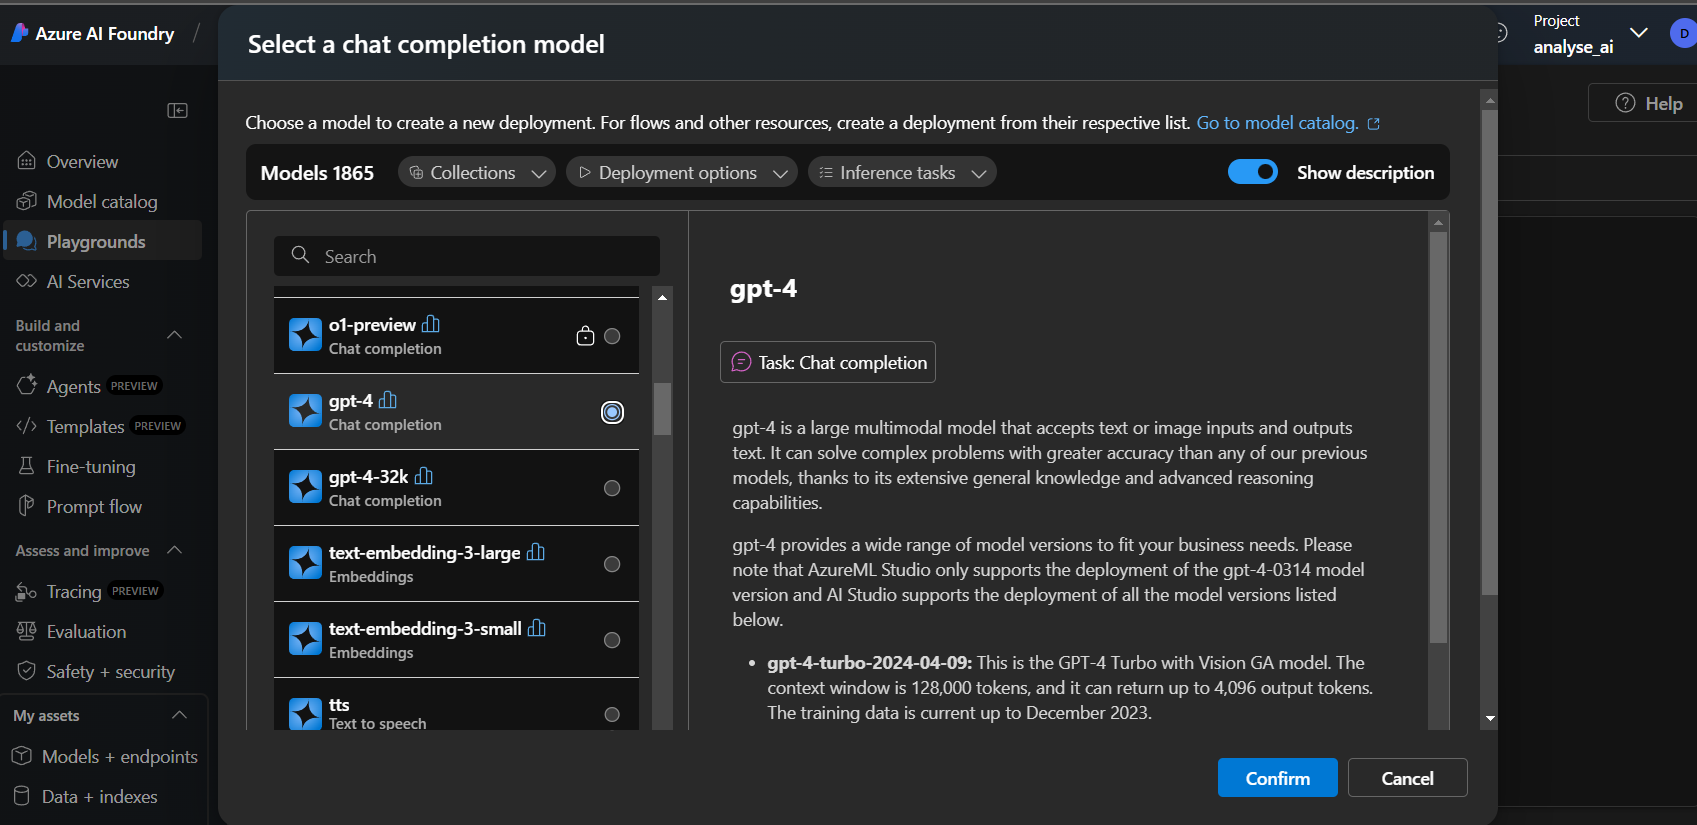 Azure AI Foundry /
Select a chat completion model
Project
analyse_ai
D
Help
Overview
Model catalog
Playgrounds
AI Services
Build and
customize
Agents PREVIEW
Templates PREVIEW
Fine-tuning
Prompt flow
Assess and improve
Tracing PREVIEW
Evaluation
Safety + security
My assets
Models + endpoints
Data + indexes
Choose a model to create a new deployment. For flows and other resources, create a deployment from their respective list. Go to model catalog.
Models 1865 Collections Deployment options Inference tasks Show description
Search
o1-preview
Chat completion
gpt-4
Chat completion
gpt-4-32k
Chat completion
text-embedding-3-large
Embeddings
text-embedding-3-small
Embeddings
tts
Text to speech
gpt-4
Task: Chat completion
gpt-4 is a large multimodal model that accepts text or image inputs and outputs
text. It can solve complex problems with greater accuracy than any of our previous
models, thanks to its extensive general knowledge and advanced reasoning
capabilities.
gpt-4 provides a wide range of model versions to fit your business needs. Please
note that AzureML Studio only supports the deployment of the gpt-4-0314 model
version and AI Studio supports the deployment of all the model versions listed
below.
• gpt-4-turbo-2024-04-09: This is the GPT-4 Turbo with Vision GA model. The
context window is 128,000 tokens, and it can return up to 4,096 output tokens.
The training data is current up to December 2023.
Confirm Cancel